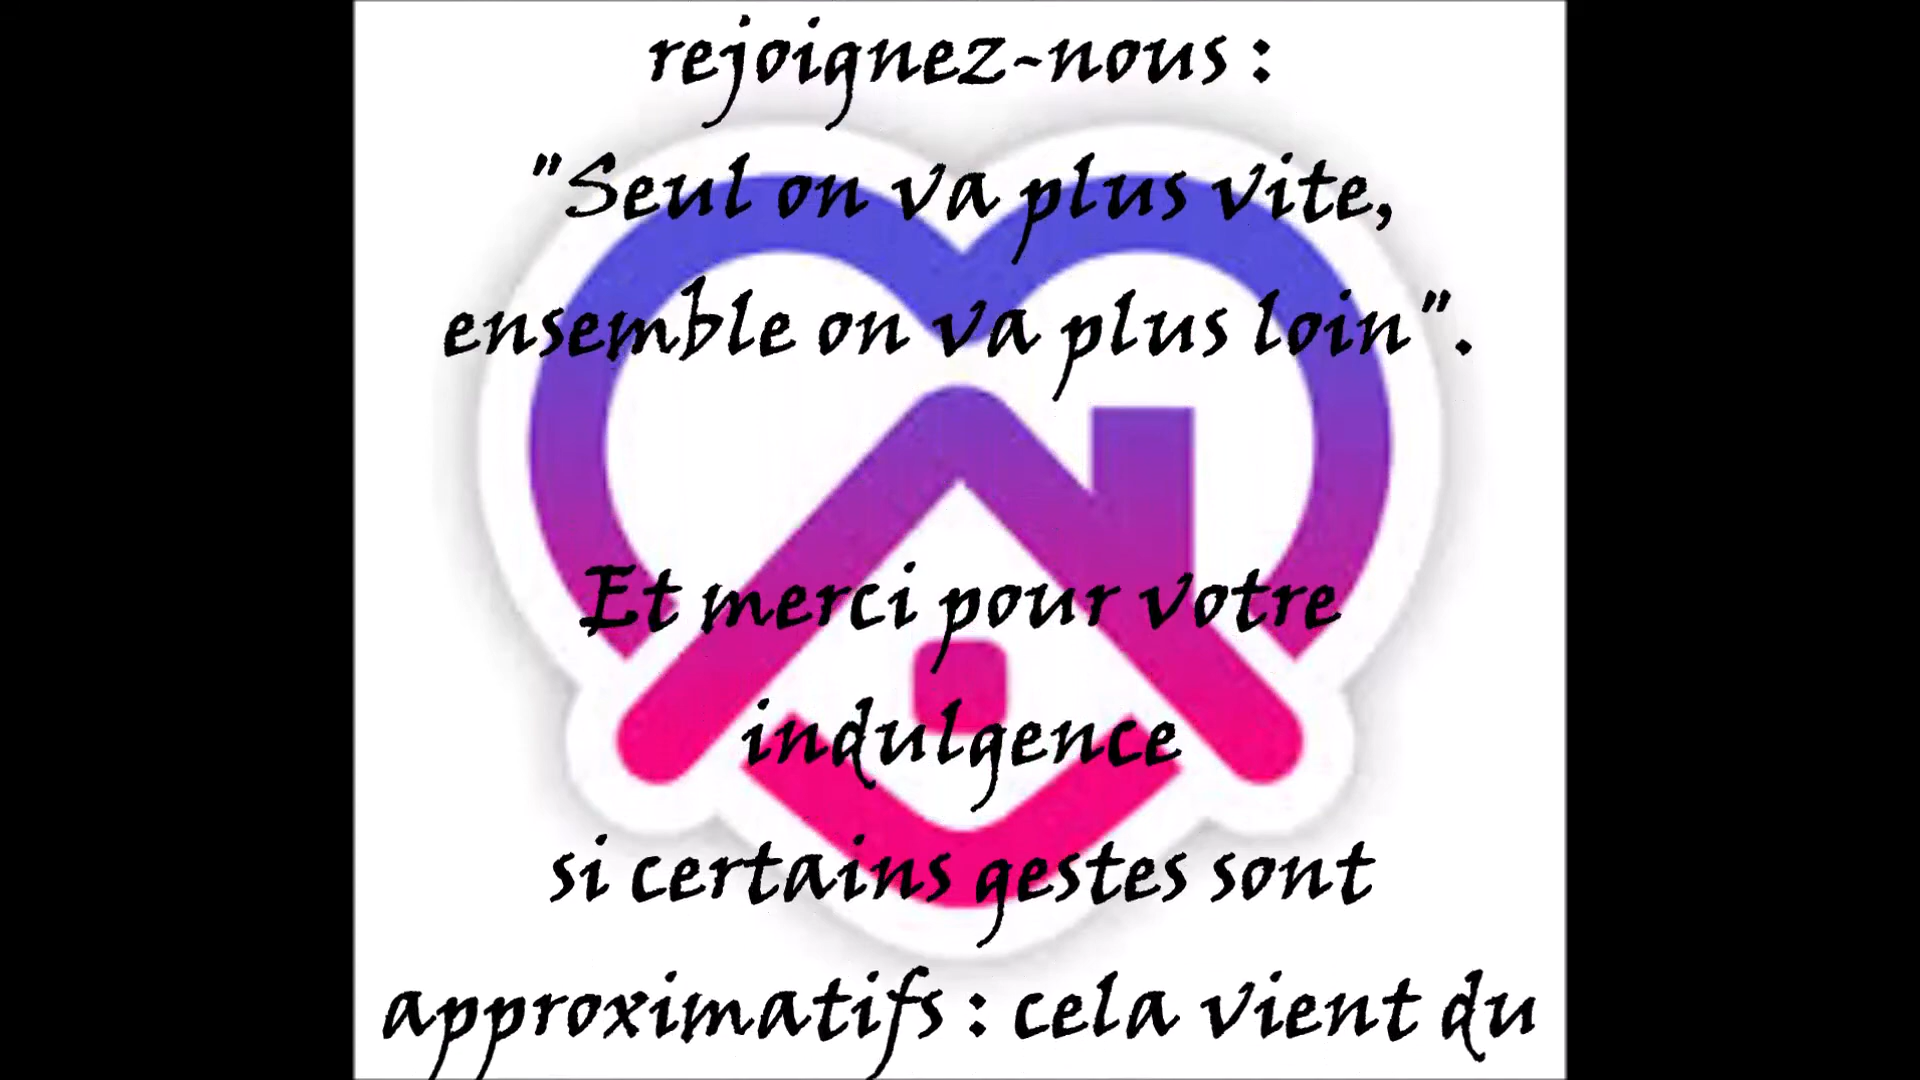 rejoignez-nous :
"Seul on va plus vite,
ensemble on va plus loin".
Et merci pour votre
indulgence
si certains gestes sont
approximatifs : cela vient du